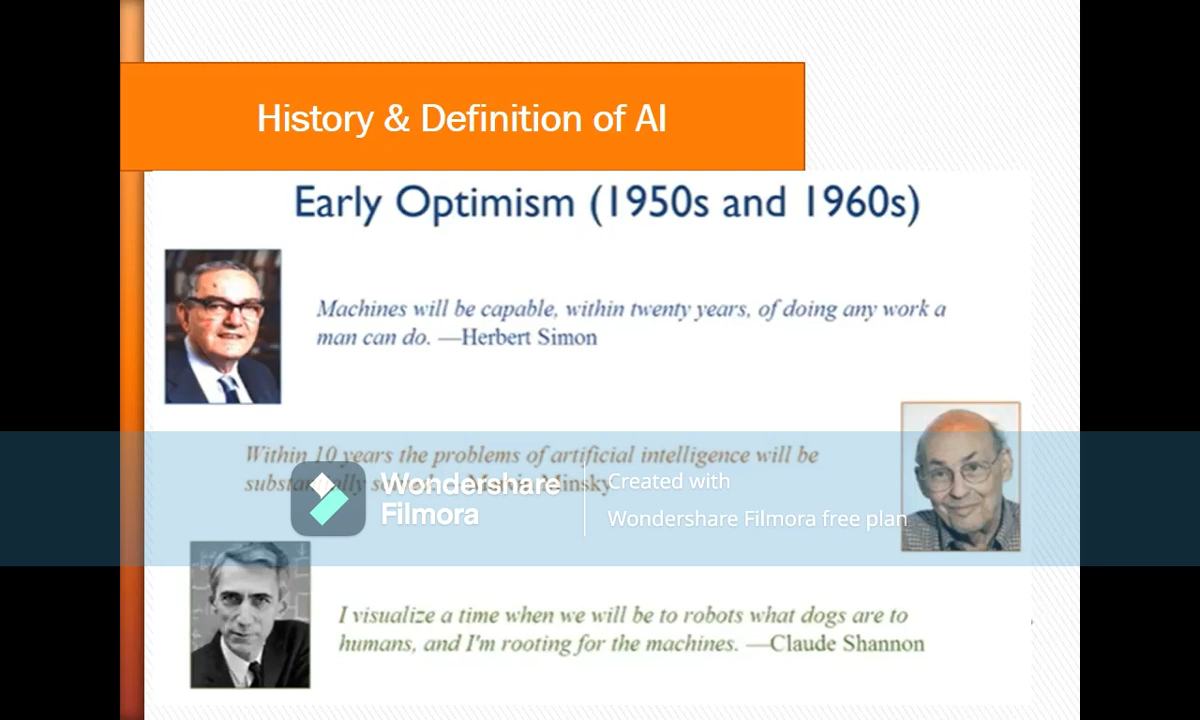 History & Definition of AI
Early Optimism (1950s and 1960s)
Machines will be capable, within twenty years, of doing any work a
man can do. —Herbert Simon
Within 10 years the problems of artificial intelligence will be
Minsky
Wondershare
Filmora
Created with
Wondershare Filmora free plan
I visualize a time when we will be to robots what dogs are to
humans, and I'm rooting for the machines. —Claude Shannon